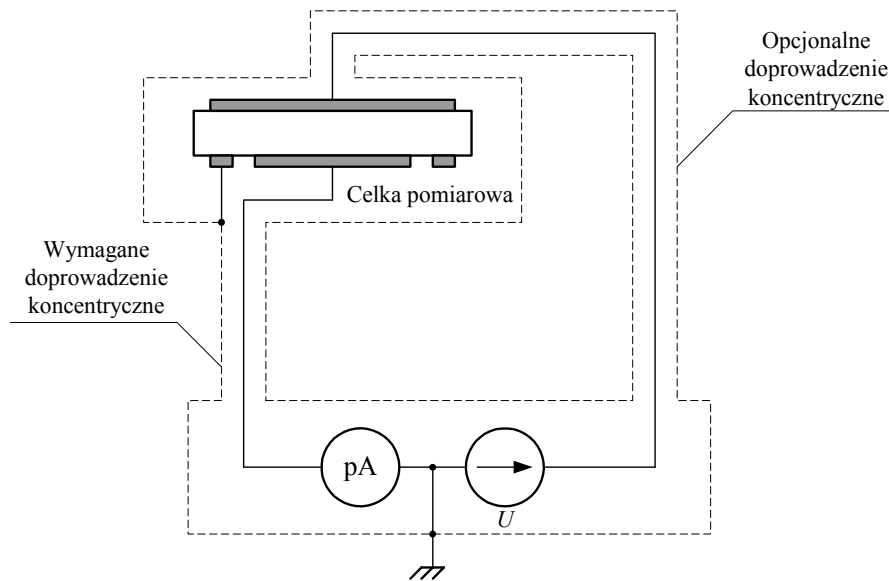 Opcjonalne
doprowadzenie
koncentryczne
Celka pomiarowa
Wymagane
doprowadzenie
koncentryczne
pA
U